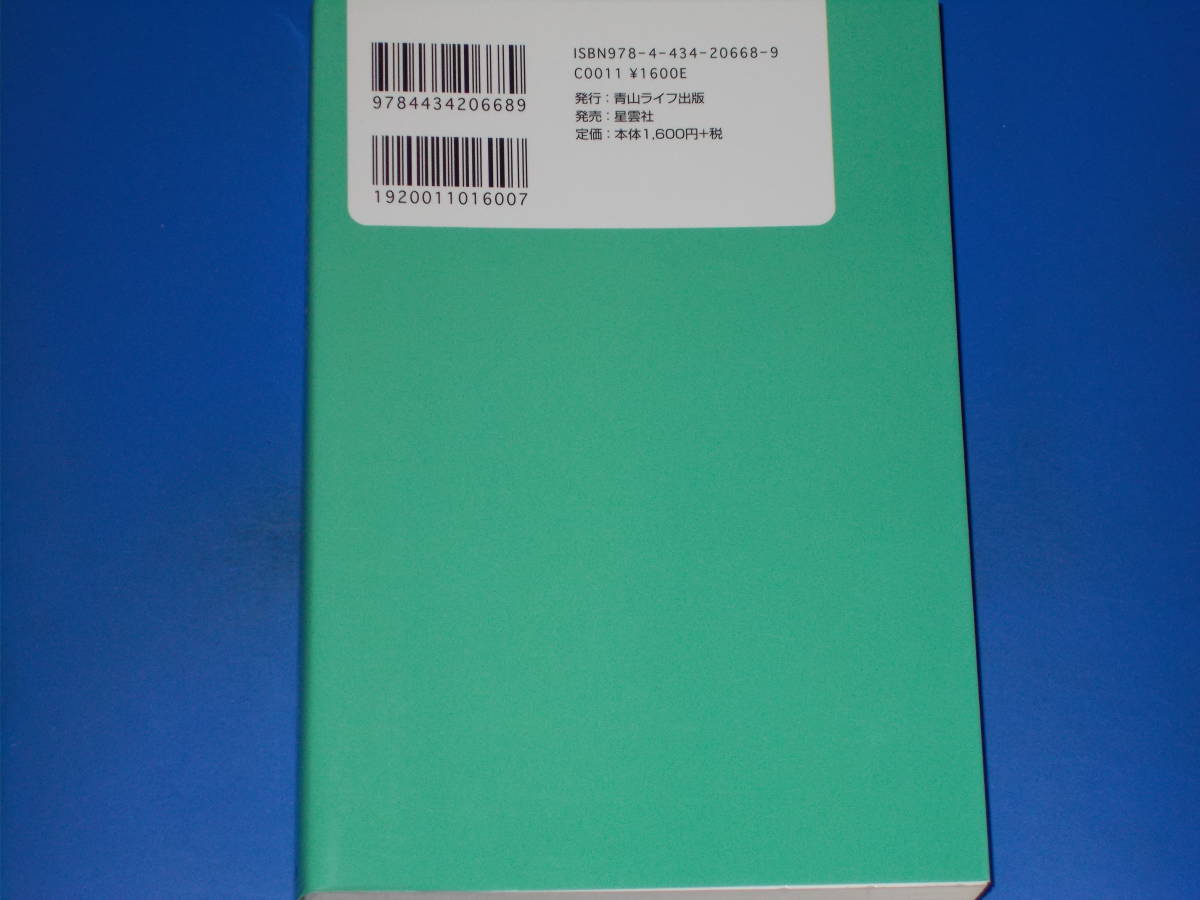 ISBN978-4-434-20668-9
C0011 ¥1600E
発行：青山ライフ出版
発売：星雲社
定価：本体1,600円+税
9784434206689
1920011016007